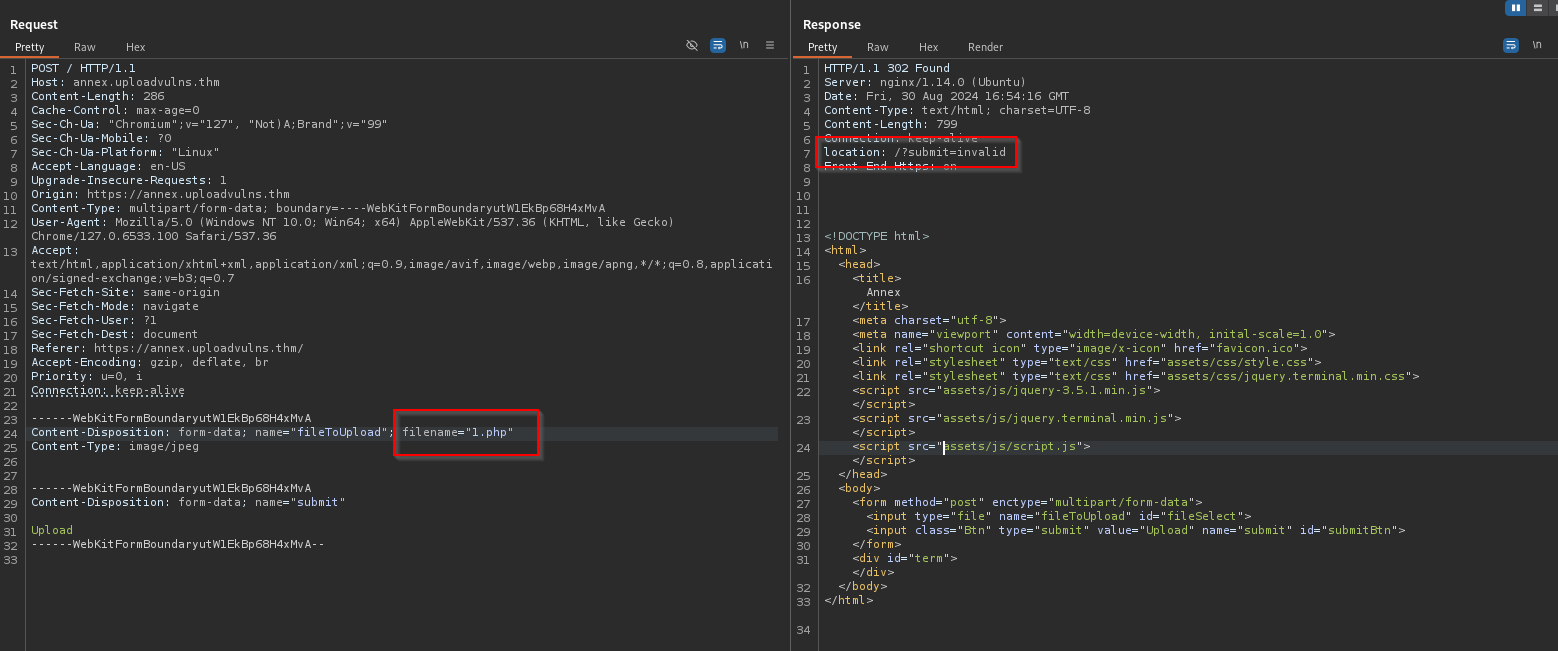 Request
Pretty Raw Hex
\n
1 POST / HTTP/1.1
2 Host: annex.uploadvulns.thm
3 Content-Length: 286
4 Cache-Control: max-age=0
5 Sec-Ch-Ua: "Chromium";v="127", "Not)A;Brand";v="99"
6 Sec-Ch-Ua-Mobile: ?0
7 Sec-Ch-Ua-Platform: "Linux"
8 Accept-Language: en-US
9 Upgrade-Insecure-Requests: 1
10 Origin: https://annex.uploadvulns.thm
11 Content-Type: multipart/form-data; boundary=----WebKitFormBoundaryutW1EkBp68H4xMvA
12 User-Agent: Mozilla/5.0 (Windows NT 10.0; Win64; x64) AppleWebKit/537.36 (KHTML, like Gecko)
Chrome/127.0.6533.100 Safari/537.36
13 Accept:
text/html,application/xhtml+xml,application/xml;q=0.9,image/avif,image/webp,image/apng,*/*;q=0.8,applicati
on/signed-exchange;v=b3;q=0.7
14 Sec-Fetch-Site: same-origin
15 Sec-Fetch-Mode: navigate
16 Sec-Fetch-User: ?1
17 Sec-Fetch-Dest: document
18 Referer: https://annex.uploadvulns.thm/
19 Accept-Encoding: gzip, deflate, br
20 Priority: u=0, i
21 Connection: keep-alive
22
23 ------WebKitFormBoundaryutW1EkBp68H4xMvA
24 Content-Disposition: form-data; name="fileToUpload"; filename="1.php"
25 Content-Type: image/jpeg
26
27
28 ------WebKitFormBoundaryutW1EkBp68H4xMvA
29 Content-Disposition: form-data; name="submit"
30
31 Upload
32 ------WebKitFormBoundaryutW1EkBp68H4xMvA--
33
Response
Pretty Raw Hex Render
\n
1 HTTP/1.1 302 Found
2 Server: nginx/1.14.0 (Ubuntu)
3 Date: Fri, 30 Aug 2024 16:54:16 GMT
4 Content-Type: text/html; charset=UTF-8
5 Content-Length: 799
6 Connection: keep-alive
7 location: /?submit=invalid
8 Front-End-Https: on
9
10
11
12
13 <!DOCTYPE html>
14 <html>
15 <head>
16 <title>
Annex
</title>
17 <meta charset="utf-8">
18 <meta name="viewport" content="width=device-width, inital-scale=1.0">
19 <link rel="shortcut icon" type="image/x-icon" href="favicon.ico">
20 <link rel="stylesheet" type="text/css" href="assets/css/style.css">
21 <link rel="stylesheet" type="text/css" href="assets/css/jquery.terminal.min.css">
22 <script src="assets/js/jquery-3.5.1.min.js">
</script>
23 <script src="assets/js/jquery.terminal.min.js">
</script>
24 <script src="assets/js/script.js">
</script>
25 </head>
26 <body>
27 <form method="post" enctype="multipart/form-data">
28 <input type="file" name="fileToUpload" id="fileSelect">
29 <input class="Btn" type="submit" value="Upload" name="submit" id="submitBtn">
30 </form>
31 <div id="term">
</div>
32 </body>
33 </html>
34